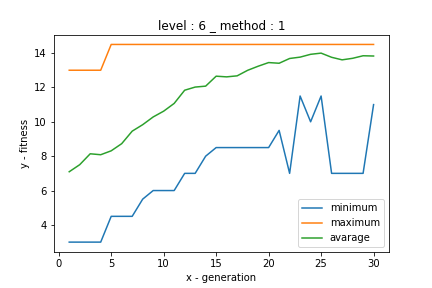 level : 6 _ method : 1
y - fitness
14
12
10
8
6
4
0
5
10
15
20
25
30
x - generation
minimum
maximum
avarage